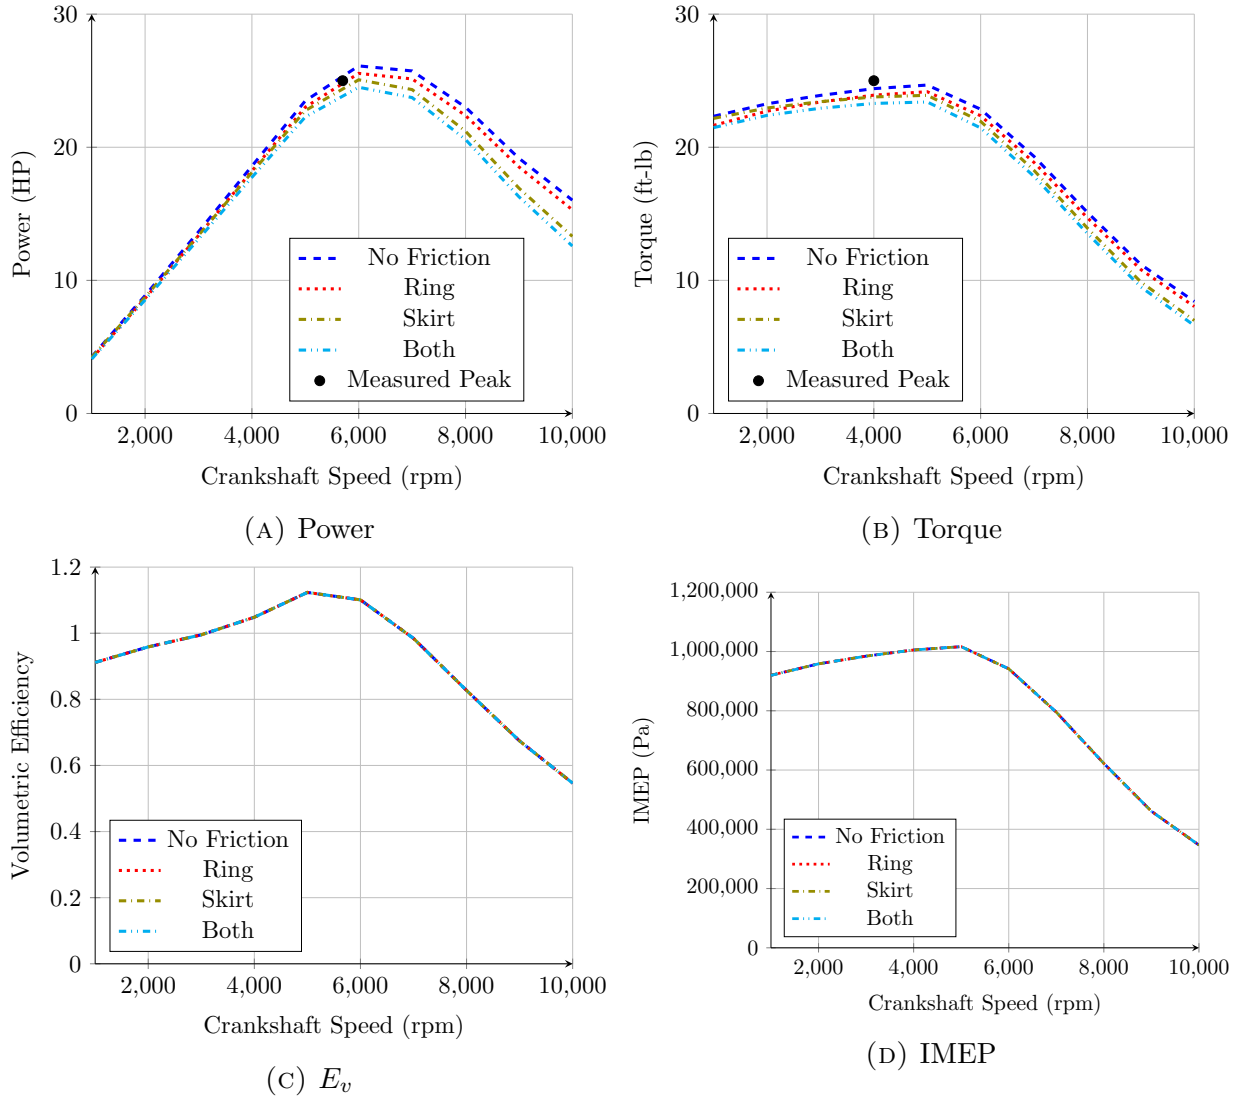 30
20
10
0
Power (HP)
No Friction
Ring
Skirt
Both
Measured Peak
2,000 4,000 6,000 8,000 10,000
Crankshaft Speed (rpm)
(A) Power
30
20
10
0
Torque (ft-lb)
No Friction
Ring
Skirt
Both
Measured Peak
2,000 4,000 6,000 8,000 10,000
Crankshaft Speed (rpm)
(B) Torque
1.2
1
0.8
0.6
0.4
0.2
0
Volumetric Efficiency
No Friction
Ring
Skirt
Both
2,000 4,000 6,000 8,000 10,000
Crankshaft Speed (rpm)
(C) Ev
1,200,000
1,000,000
800,000
600,000
400,000
200,000
0
IMEP (Pa)
No Friction
Ring
Skirt
Both
2,000 4,000 6,000 8,000 10,000
Crankshaft Speed (rpm)
(D) IMEP